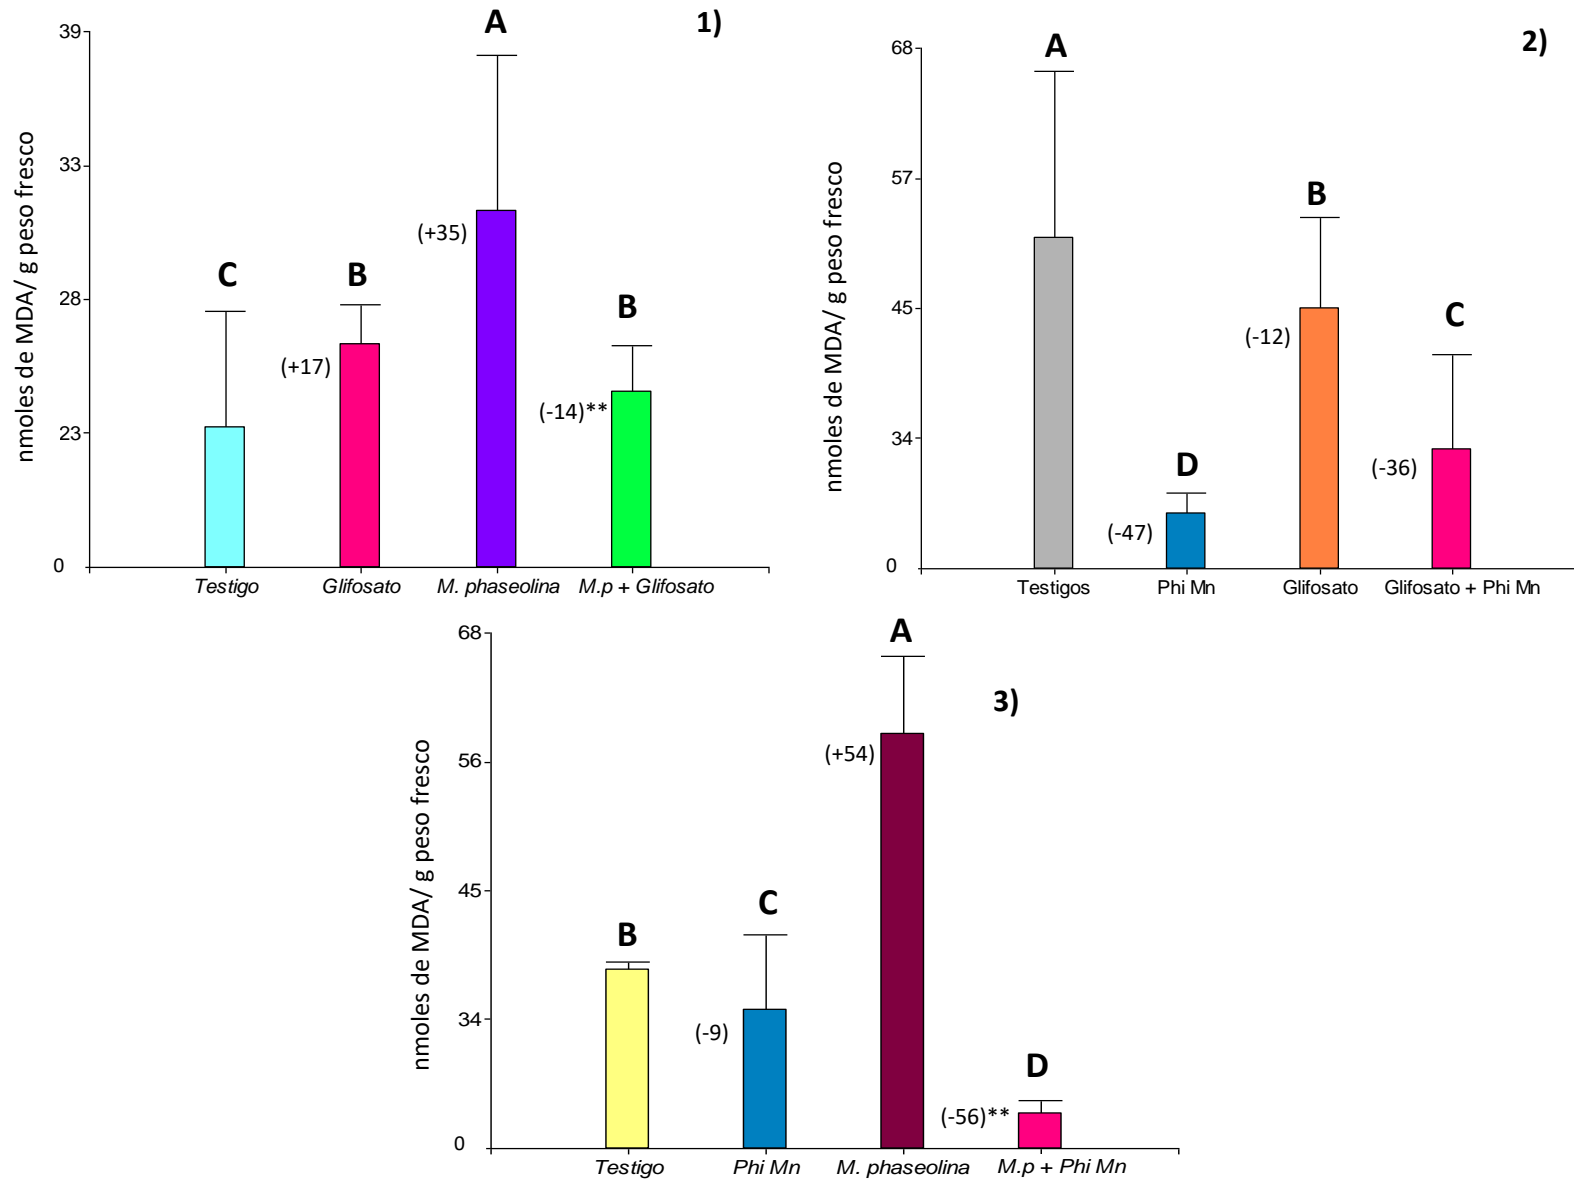 1)
nmoles de MDA/ g peso fresco
39
33
28
23
0
C
B
A
B
(+17)
(+35)
(-14)**
Testigo
Glifosato
M. phaseolina
M.p + Glifosato
2)
nmoles de MDA/ g peso fresco
68
57
45
34
0
A
D
B
C
(-47)
(-12)
(-36)
Testigos
Phi Mn
Glifosato
Glifosato + Phi Mn
3)
nmoles de MDA/ g peso fresco
68
56
45
34
0
B
C
A
D
(-9)
(+54)
(-56)**
Testigo
Phi Mn
M. phaseolina
M.p + Phi Mn